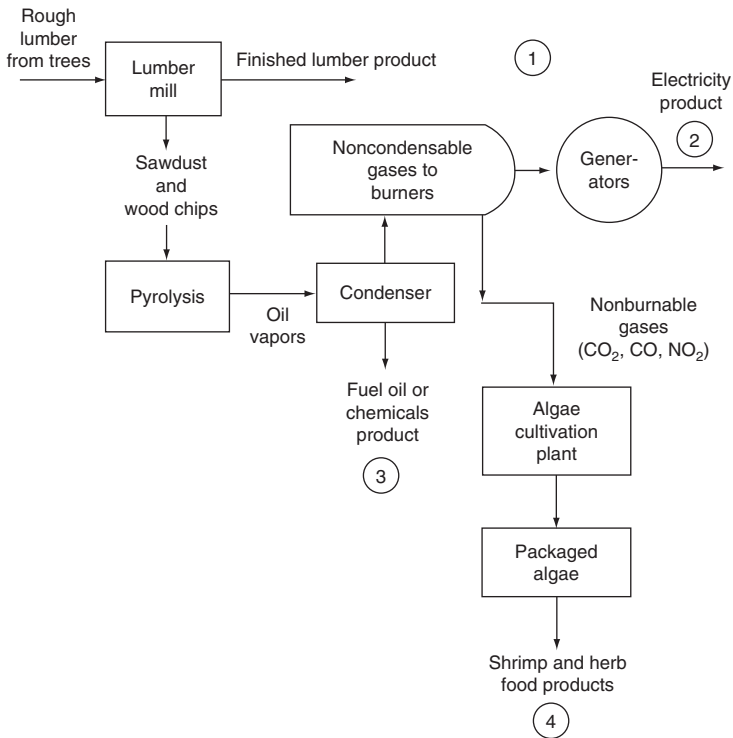 Rough
lumber
from trees
Lumber
mill
Finished lumber product
1
Electricity
product
2
Noncondensable
gases to
burners
Gener-
ators
Sawdust
and
wood chips
Pyrolysis
Oil
vapors
Condenser
Nonburnable
gases
(CO₂, CO, NO₂)
Fuel oil or
chemicals
product
3
Algae
cultivation
plant
Packaged
algae
Shrimp and herb
food products
4